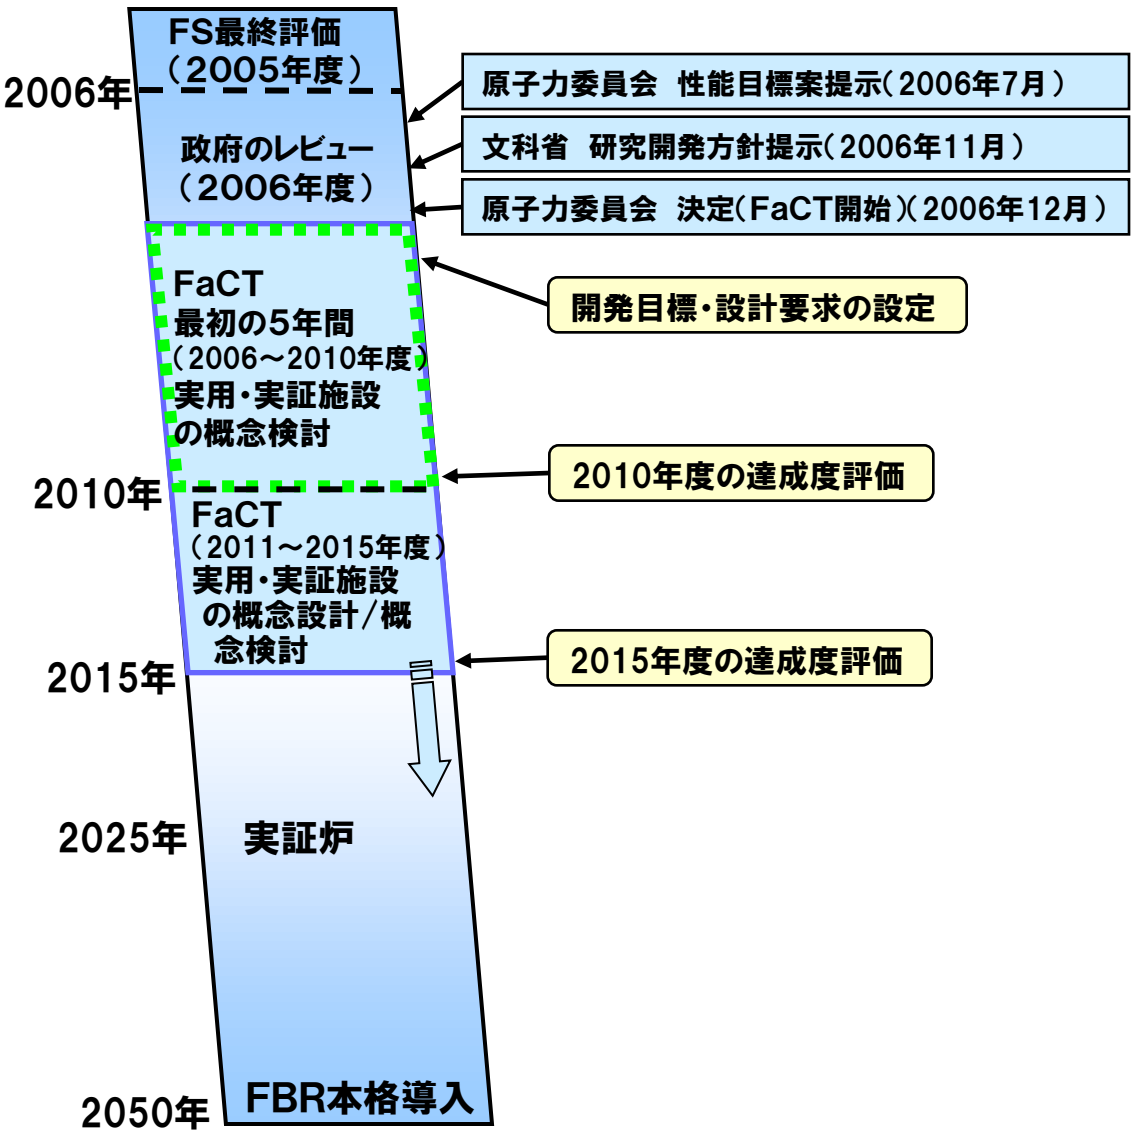 FS最終評価
（２００５年度）
2006年
原子力委員会　性能目標案提示（２００６年７月）
政府のレビュー
（２００６年度）
文科省　研究開発方針提示（２００６年１１月）
原子力委員会　決定（FaCT開始）（２００６年１２月）
FaCT
最初の５年間
（２００６～２０１０年度）
実用・実証施設
の概念検討
開発目標・設計要求の設定
2010年
2010年度の達成度評価
FaCT
（２０１１～２０１５年度）
実用・実証施設
の概念設計/概
念検討
2015年
2015年度の達成度評価
2025年
実証炉
FBR本格導入
2050年